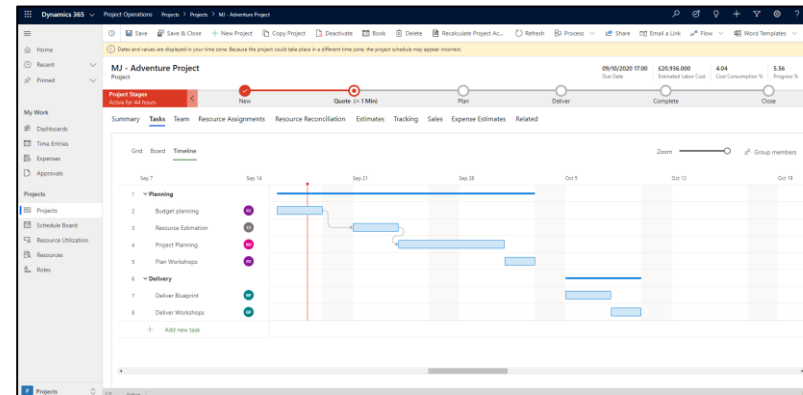 Dynamics 365 Project Operations Projects > Projects > MJ - Adventure Project
Save Save & Close New Project Copy Project Deactivate Book Delete Recalculate Project Ac... Refresh Process Share Email a Link Flow Word Templates
Dates and values are displayed in your time zone. Because the project could take place in a different time zone, the project schedule may appear incorrect.
Home
Recent
Pinned
My Work
Dashboards
Time Entries
Expenses
Approvals
Projects
Projects
Schedule Board
Resource Utilization
Resources
Roles
Projects
MJ - Adventure Project
Project
09/10/2020 17:00 £20,936.000 4.04 5.56
Due Date Estimated Labor Cost Cost Consumption % Progress %
Project Stages
Active for 44 hours
New Quote (< 1 Min) Plan Deliver Complete Close
Summary Tasks Team Resource Assignments Resource Reconciliation Estimates Tracking Sales Expense Estimates Related
Grid Board Timeline Zoom Group members
Sep 7 Sep 14 Sep 21 Sep 28 Oct 5 Oct 12 Oct 19
1 Planning
2 Budget planning
3 Resource Estimation
4 Project Planning
5 Plan Workshops
6 Delivery
7 Deliver Blueprint
8 Deliver Workshops
Add new task